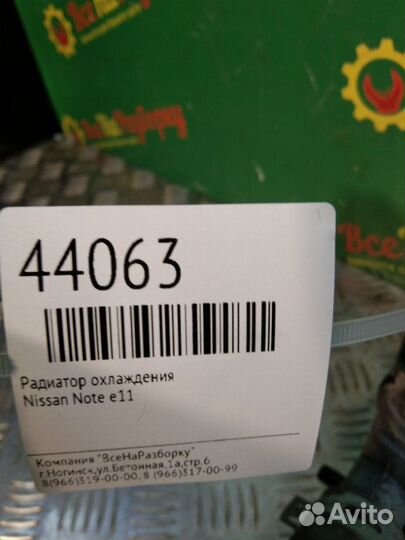 ВсеНаРазборку
Все
44063
Радиатор охлаждения
Nissan Note e11
Компания "ВсеНаРазборку"
г.Ногинск,ул.Бетонная,1а,стр.6
8(966)319-00-00, 8 (966)317-00-99
Avito